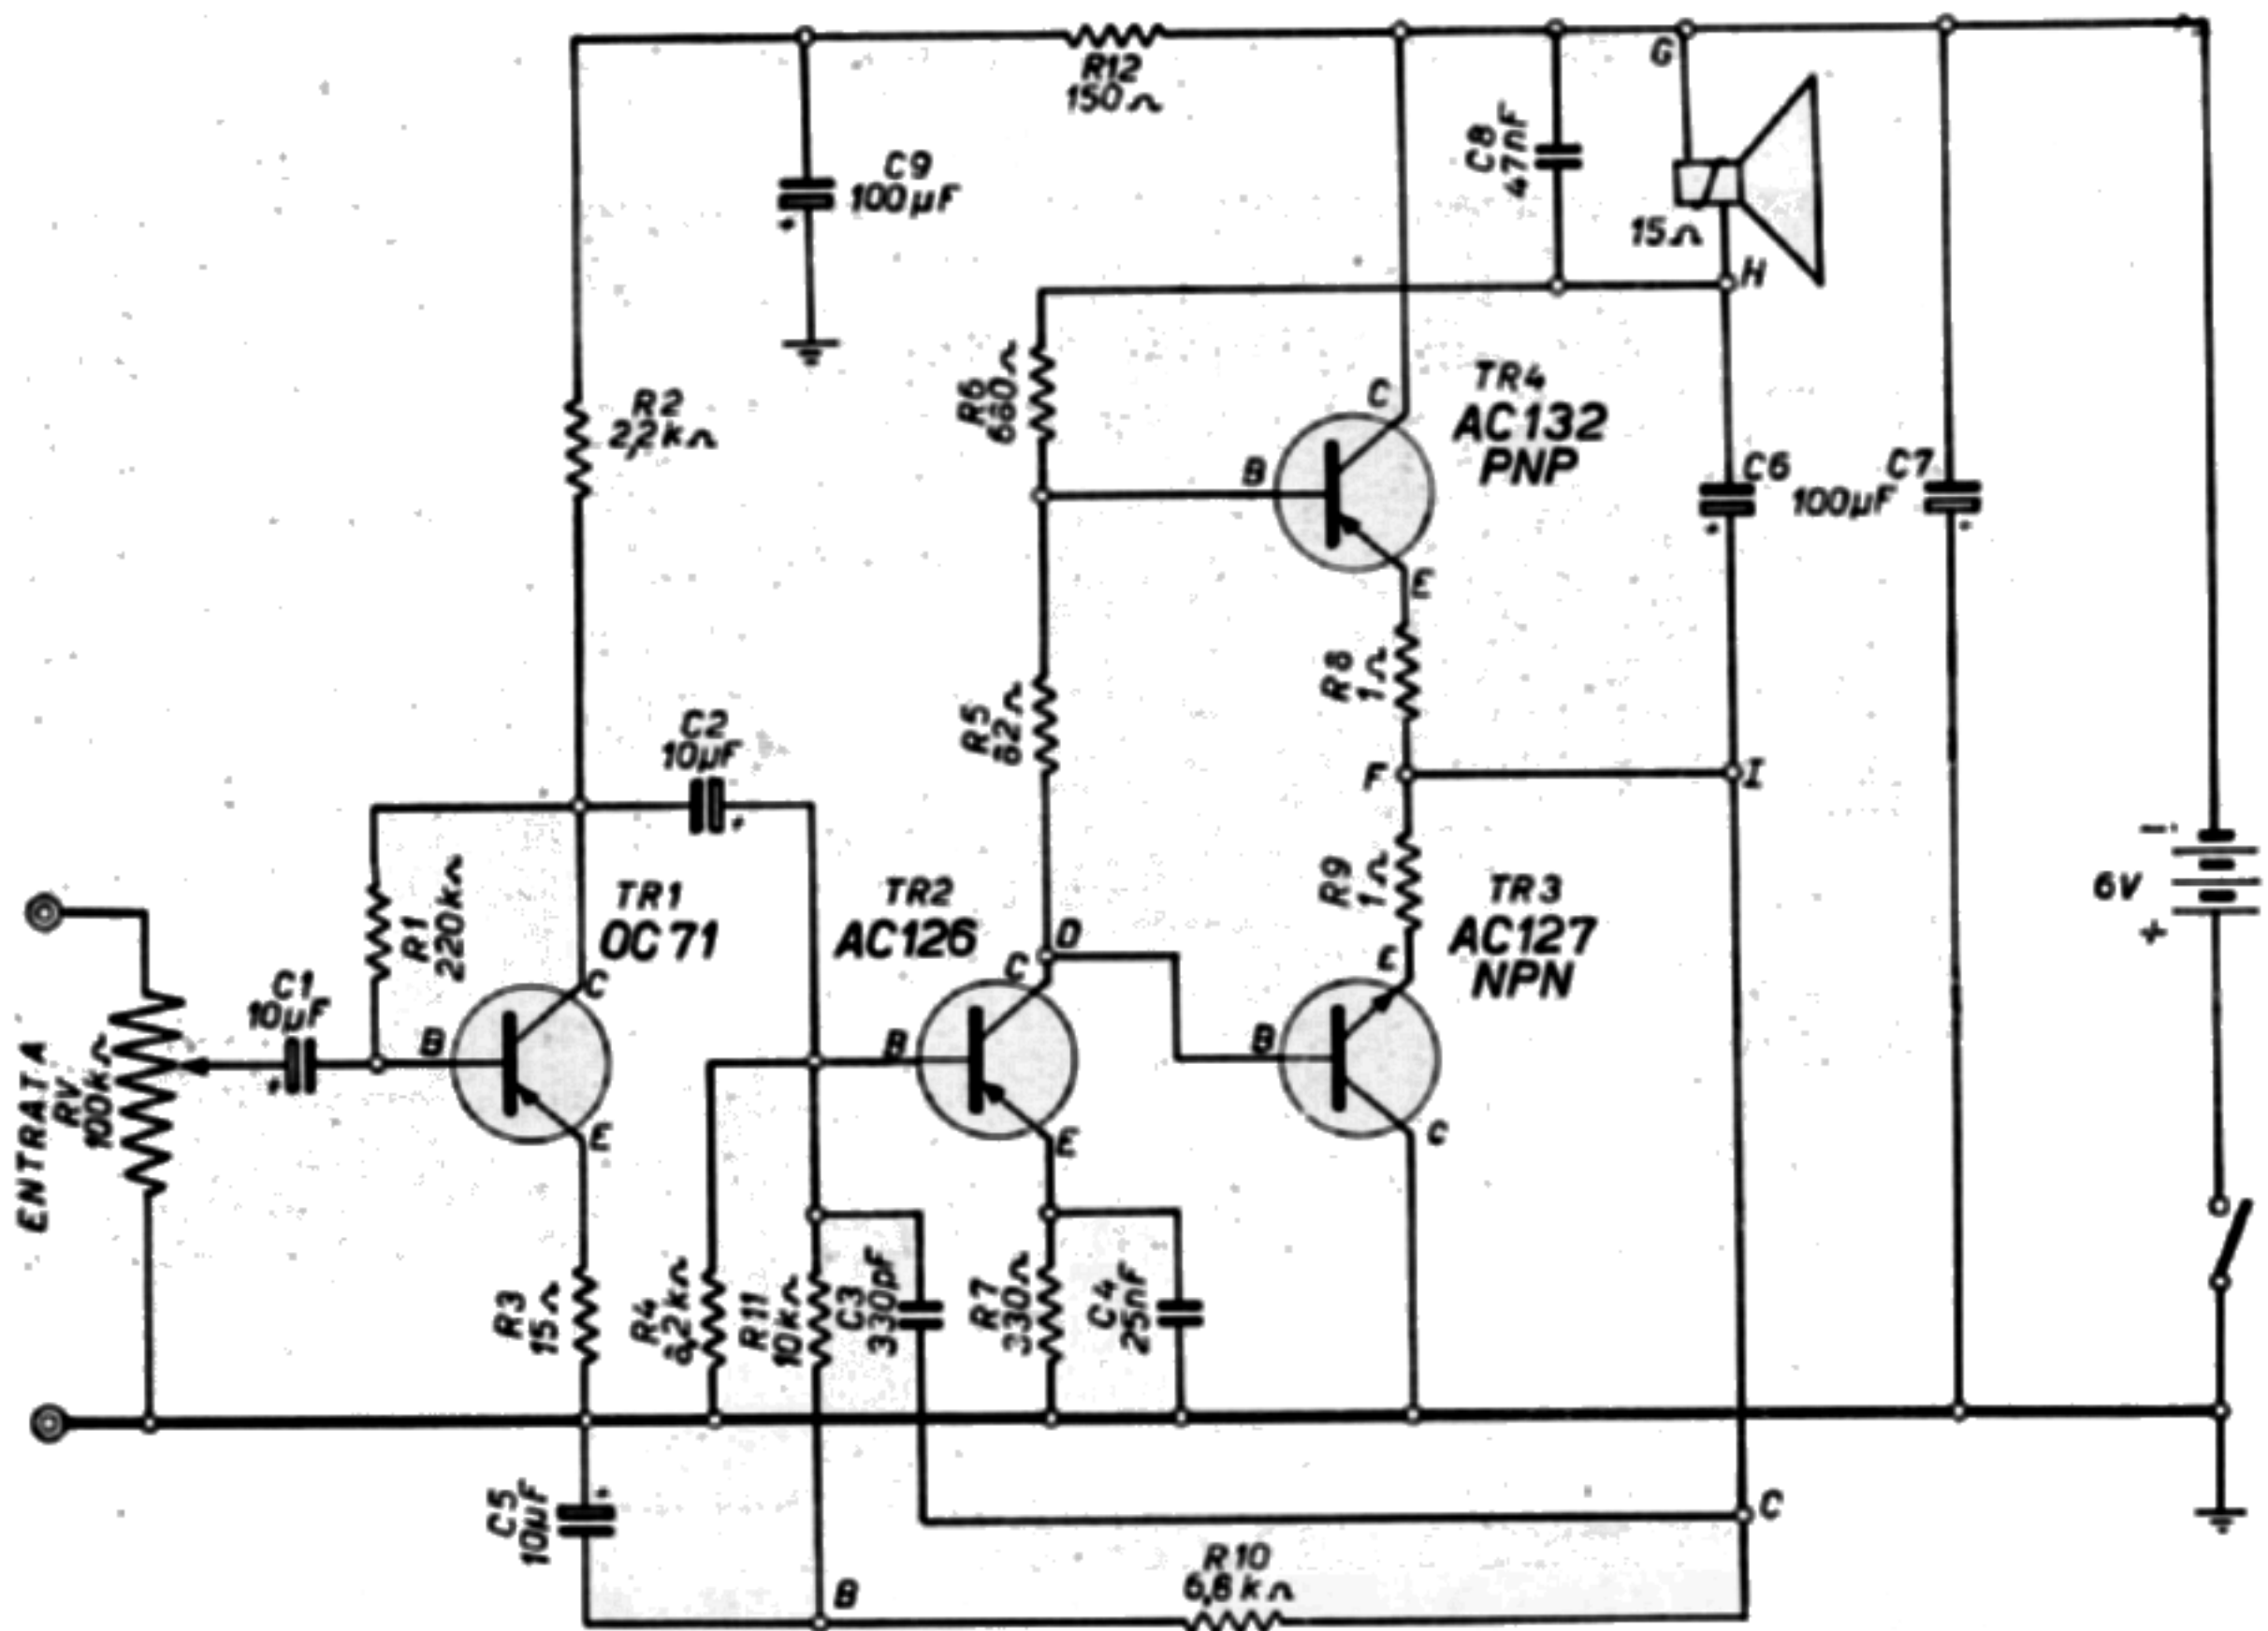 G
R12
150Ω
C9
100µF
C8
47nF
15Ω
H
R2
2,2kΩ
R6
680Ω
C
TR4
AC132
PNP
B
E
C6
100µF
C7
R5
82Ω
R8
1Ω
C2
10µF
F
I
R9
1Ω
6V
-
+
TR1
OC71
TR2
AC126
TR3
AC127
NPN
R1
220kΩ
D
C
C
E
C1
10µF
+
B
B
B
ENTRATA
RV
100kΩ
E
E
C
R3
15Ω
R4
8,2kΩ
R11
10kΩ
C3
330pF
R7
330Ω
C4
25nF
C5
10µF
+
C
B
R10
6,8kΩ